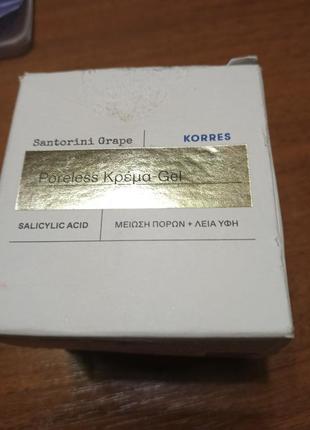 Santorini Grape KORRES
Poreless Κρέμα-Gel
SALICYLIC ACID ΜΕΙΩΣΗ ΠΟΡΩΝ + ΛΕΙΑ ΥΦΗ